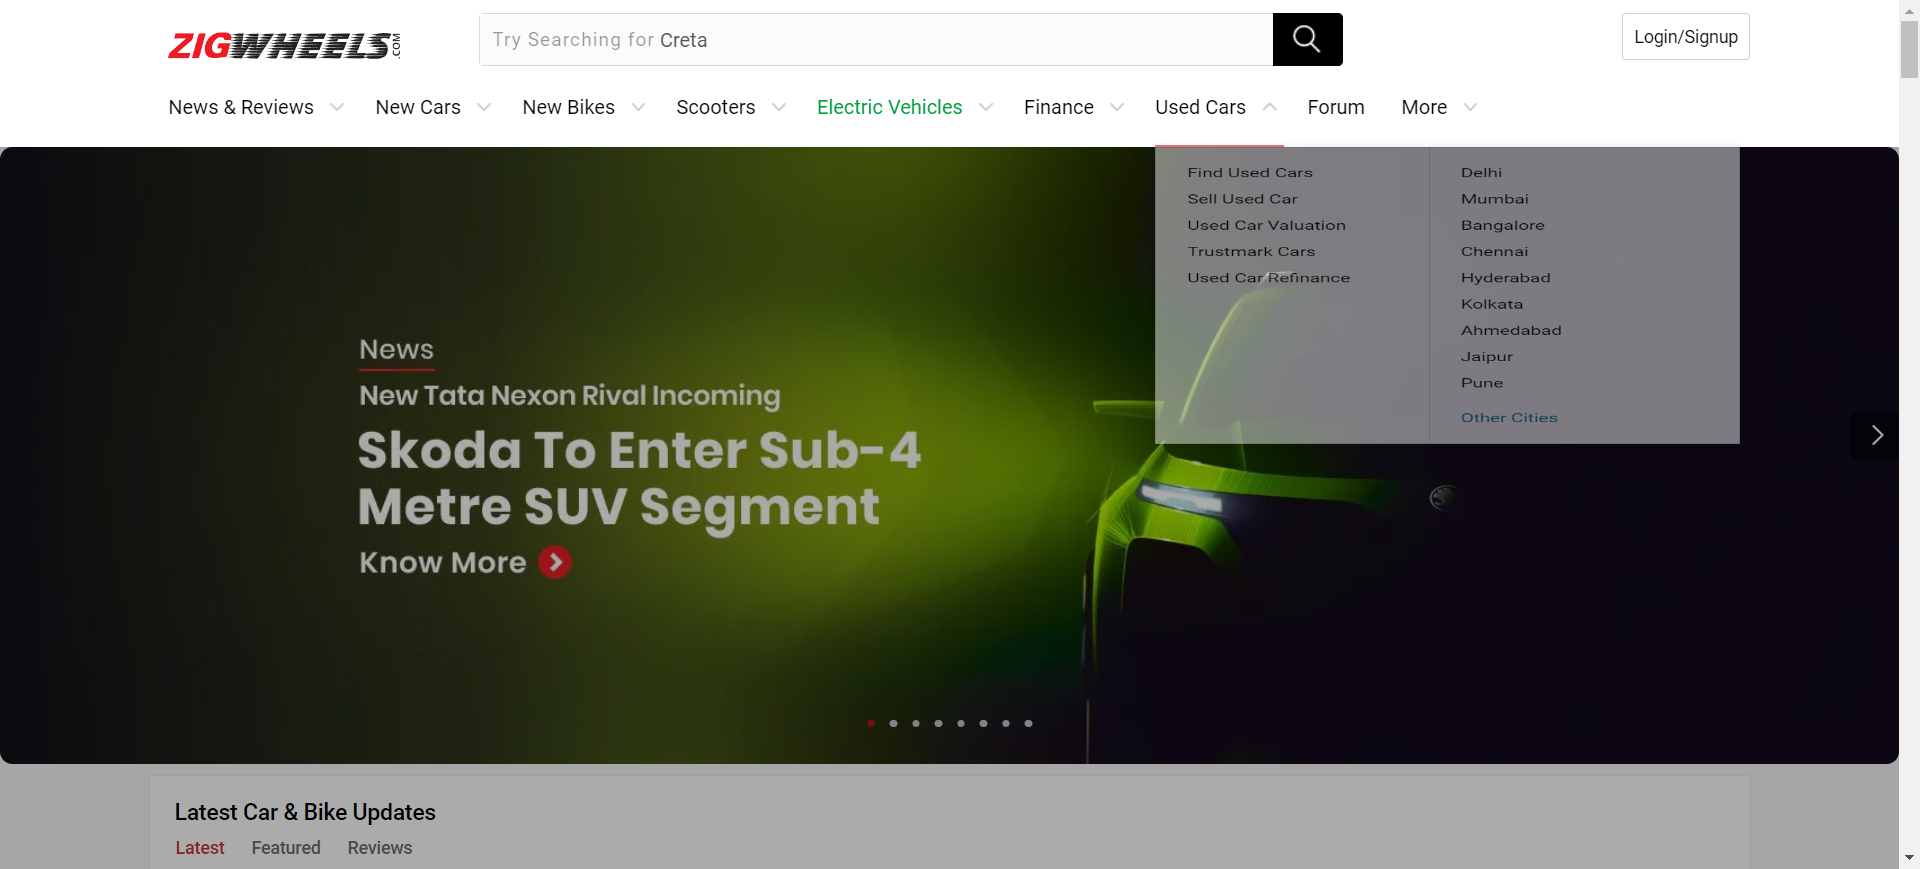 ZIGWHEELS.COM
Try Searching for Creta
Login/Signup
News & Reviews New Cars New Bikes Scooters Electric Vehicles Finance Used Cars Forum More
Find Used Cars
Sell Used Car
Used Car Valuation
Trustmark Cars
Used Car Refinance
Delhi
Mumbai
Bangalore
Chennai
Hyderabad
Kolkata
Ahmedabad
Jaipur
Pune
Other Cities
News
New Tata Nexon Rival Incoming
Skoda To Enter Sub-4
Metre SUV Segment
Know More
Latest Car & Bike Updates
Latest Featured Reviews